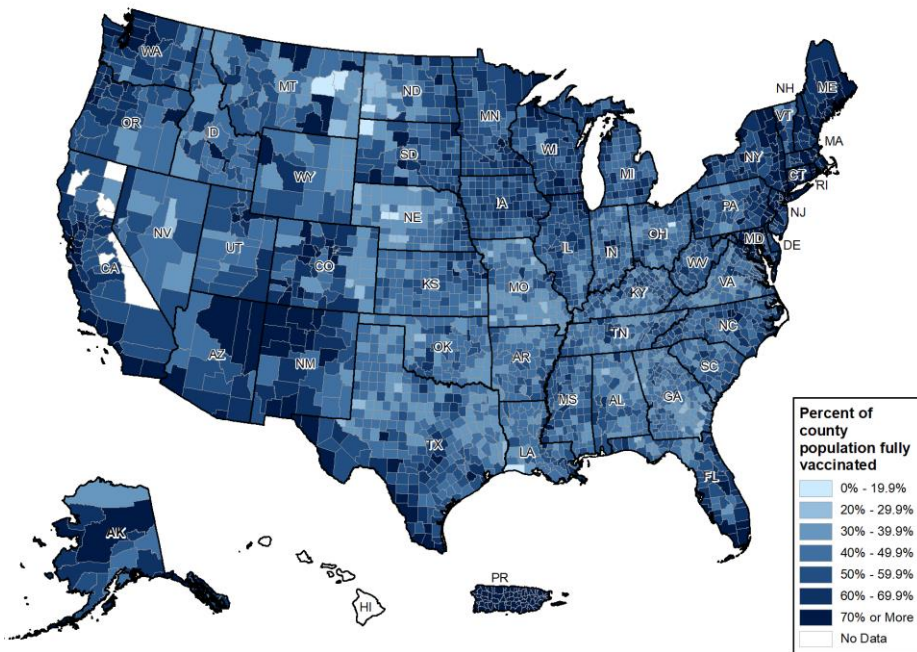 WA
MT
ND
MN
OR
ID
SD
WI
WY
MI
NH
VT
ME
NY
MA
CT
RI
PA
NJ
NV
UT
CO
NE
IA
IL
IN
OH
WV
MD
DE
CA
KS
MO
KY
VA
AZ
NM
OK
AR
TN
NC
SC
TX
LA
MS
AL
GA
FL
AK
HI
PR
Percent of
county
population fully
vaccinated
0% - 19.9%
20% - 29.9%
30% - 39.9%
40% - 49.9%
50% - 59.9%
60% - 69.9%
70% or More
No Data